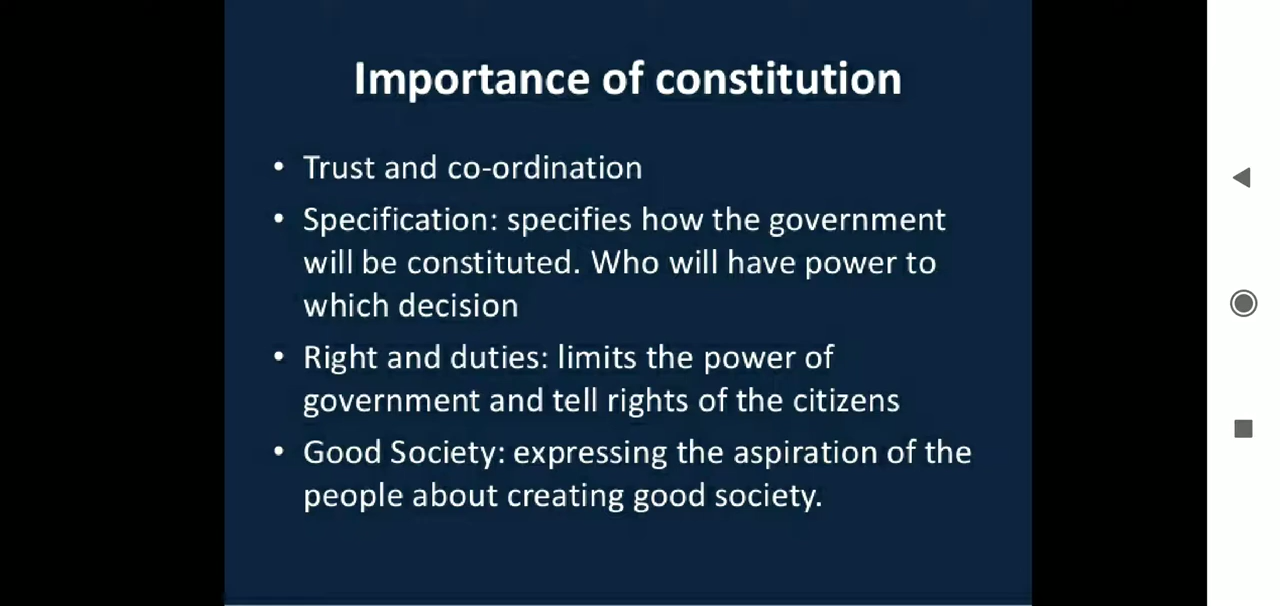 Importance of constitution
• Trust and co-ordination
• Specification: specifies how the government
will be constituted. Who will have power to
which decision
• Right and duties: limits the power of
government and tell rights of the citizens
• Good Society: expressing the aspiration of the
people about creating good society.